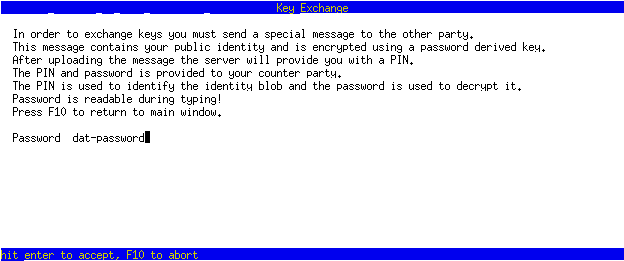 Key Exchange
In order to exchange keys you must send a special message to the other party.
This message contains your public identity and is encrypted using a password derived key.
After uploading the message the server will provide you with a PIN.
The PIN and password is provided to your counter party.
The PIN is used to identify the identity blob and the password is used to decrypt it.
Password is readable during typing!
Press F10 to return to main window.
Password dat-password
hit enter to accept, F10 to abort